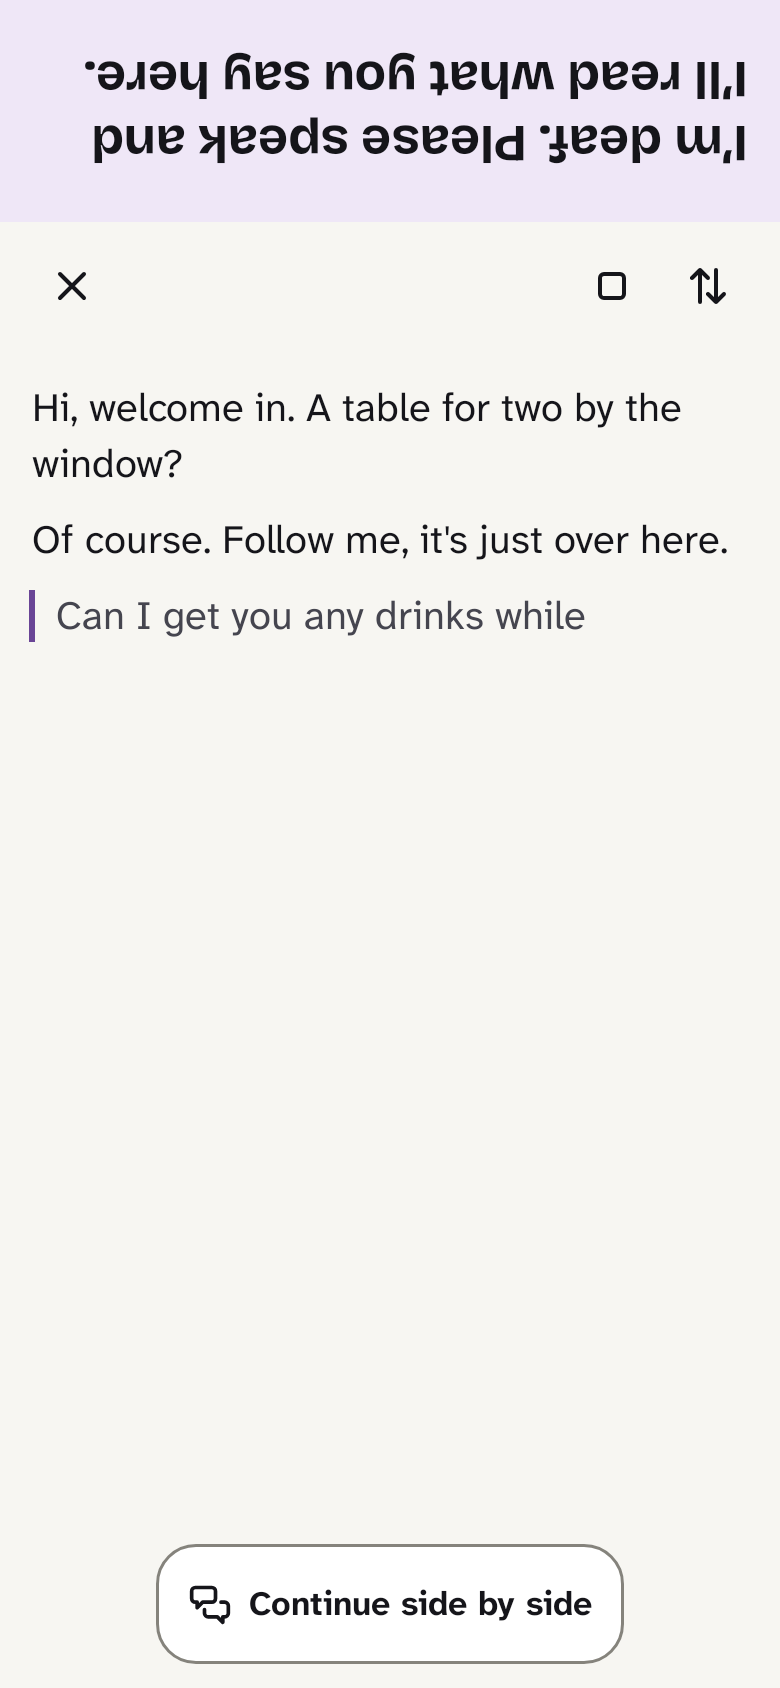 I'm deaf. Please speak and
I'll read what you say here.
Hi, welcome in. A table for two by the
window?
Of course. Follow me, it's just over here.
Can I get you any drinks while
Continue side by side